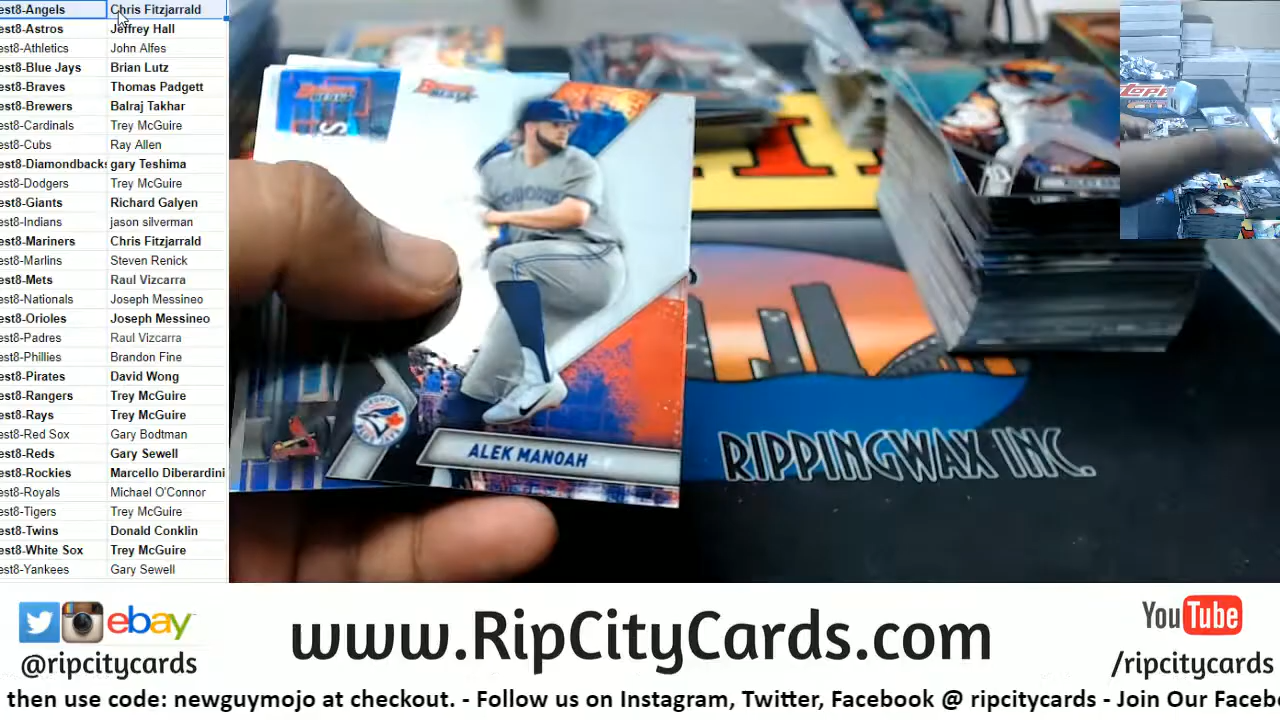 est8-Angels Chris Fitzjarrald
est8-Astros Jeffrey Hall
est8-Athletics John Alfes
est8-Blue Jays Brian Lutz
est8-Braves Thomas Padgett
est8-Brewers Balraj Takhar
est8-Cardinals Trey McGuire
est8-Cubs Ray Allen
est8-Diamondbacks gary Teshima
est8-Dodgers Trey McGuire
est8-Giants Richard Galyen
est8-Indians jason silverman
est8-Mariners Chris Fitzjarrald
est8-Marlins Steven Renick
est8-Mets Raul Vizcarra
est8-Nationals Joseph Messineo
est8-Orioles Joseph Messineo
est8-Padres Raul Vizcarra
est8-Phillies Brandon Fine
est8-Pirates David Wong
est8-Rangers Trey McGuire
est8-Rays Trey McGuire
est8-Red Sox Gary Bodtman
est8-Reds Gary Sewell
est8-Rockies Marcello Diberardini
est8-Royals Michael O'Connor
est8-Tigers Trey McGuire
est8-Twins Donald Conklin
est8-White Sox Trey McGuire
est8-Yankees Gary Sewell
Bowman's
TORONTO
ALEK MANOAH
RIPPINGWAX INC.
TOPPS
ebay
@ripcitycards
www.RipCityCards.com
YouTube
/ripcitycards
then use code: newguymojo at checkout. - Follow us on Instagram, Twitter, Facebook @ ripcitycards - Join Our Facebo